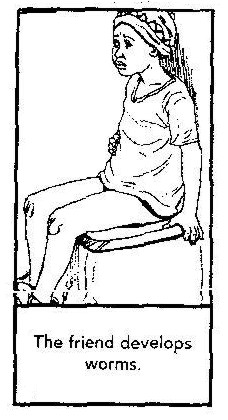 The friend develops
worms.